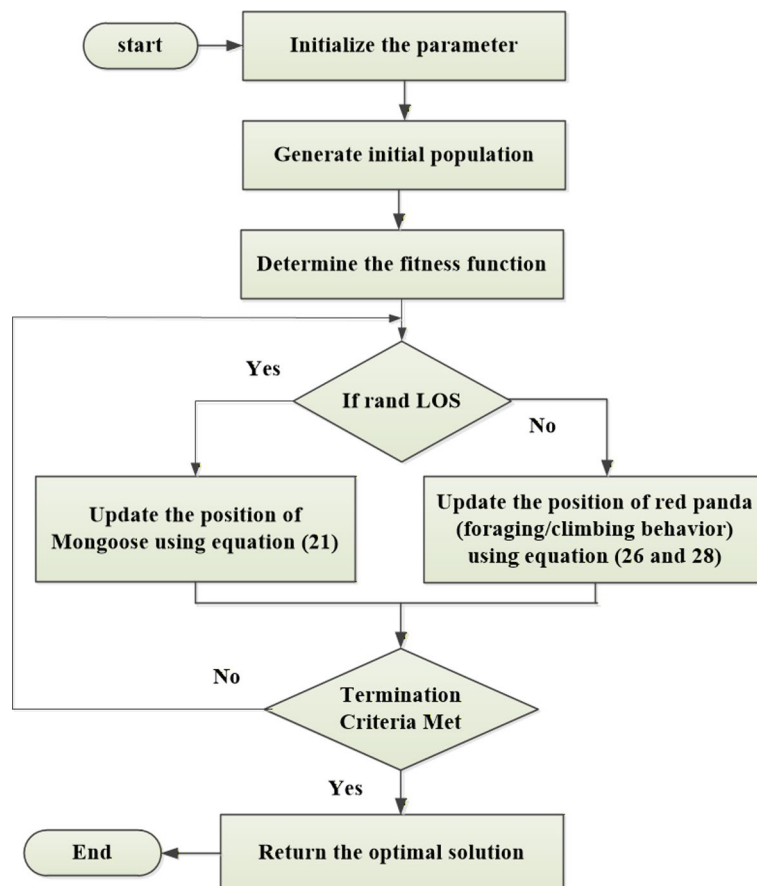 start
Initialize the parameter
Generate initial population
Determine the fitness function
Yes
If rand LOS
No
Update the position of
Mongoose using equation (21)
Update the position of red panda
(foraging/climbing behavior)
using equation (26 and 28)
No
Termination
Criteria Met
Yes
End
Return the optimal solution